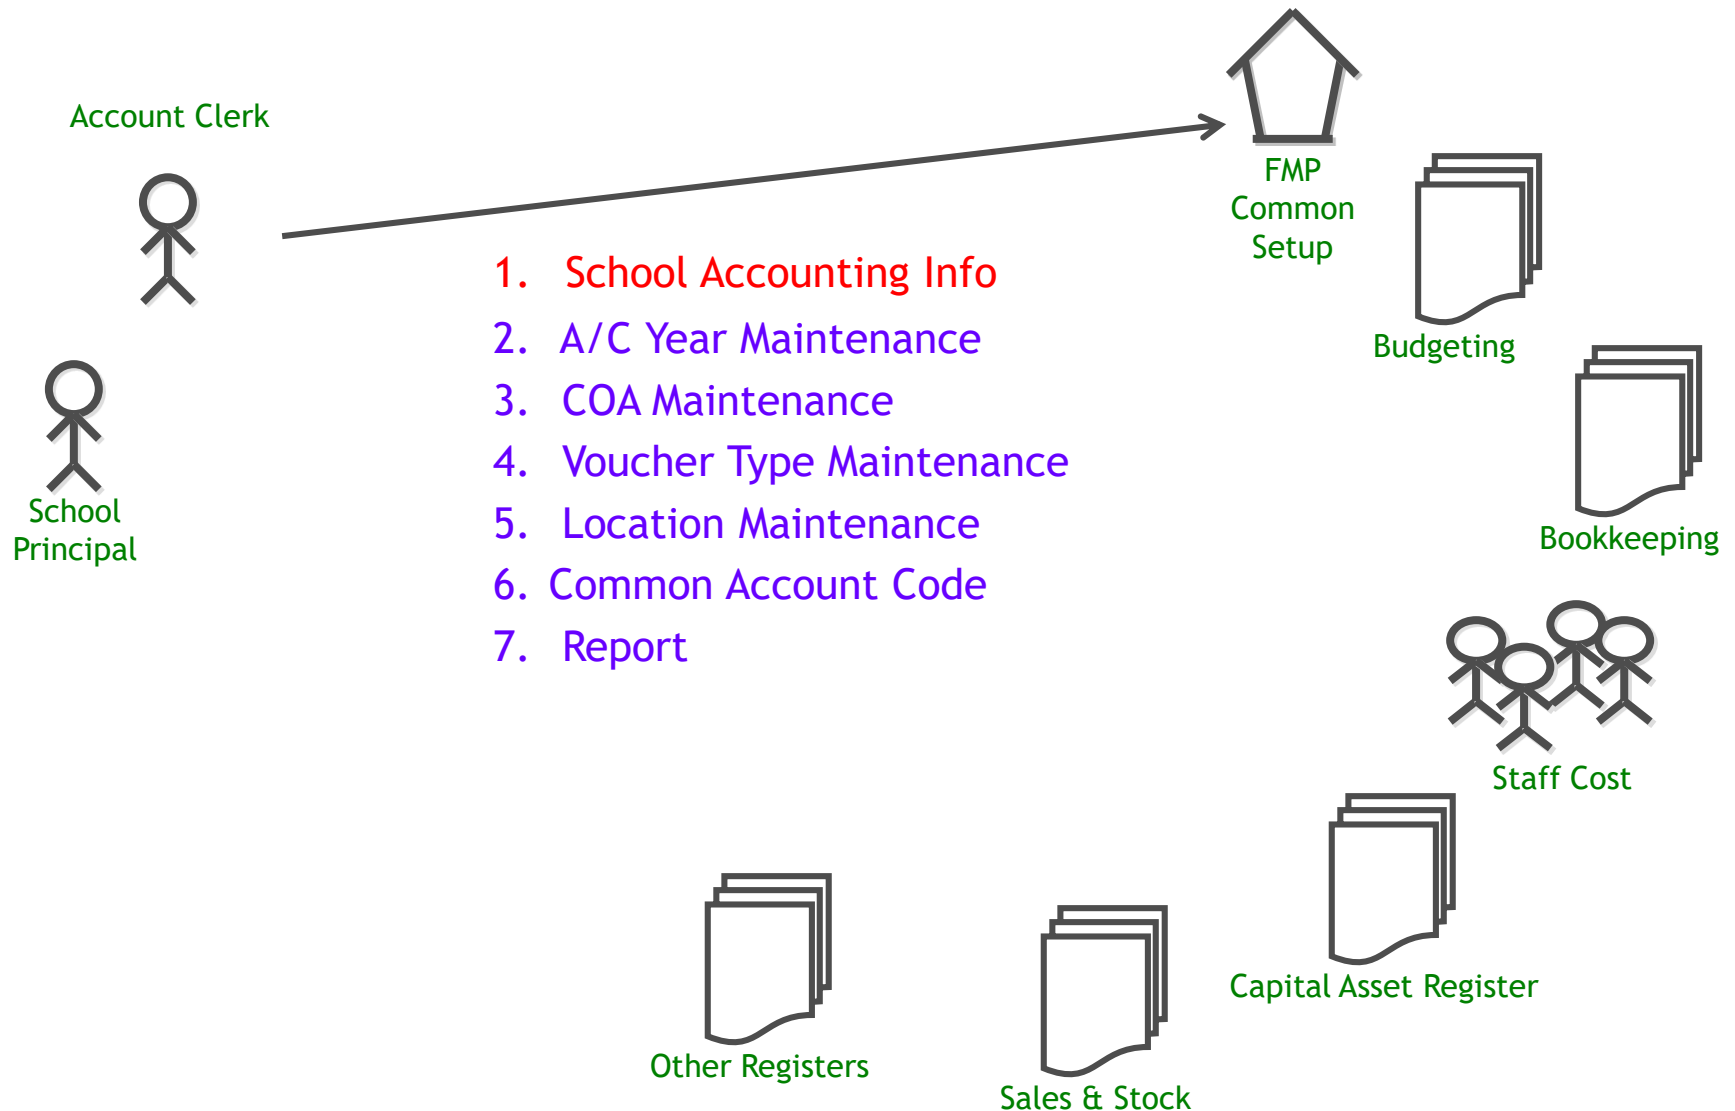 Account Clerk
FMP
Common
Setup
1. School Accounting Info
2. A/C Year Maintenance
3. COA Maintenance
4. Voucher Type Maintenance
5. Location Maintenance
6. Common Account Code
7. Report
School
Principal
Budgeting
Bookkeeping
Staff Cost
Capital Asset Register
Other Registers
Sales & Stock